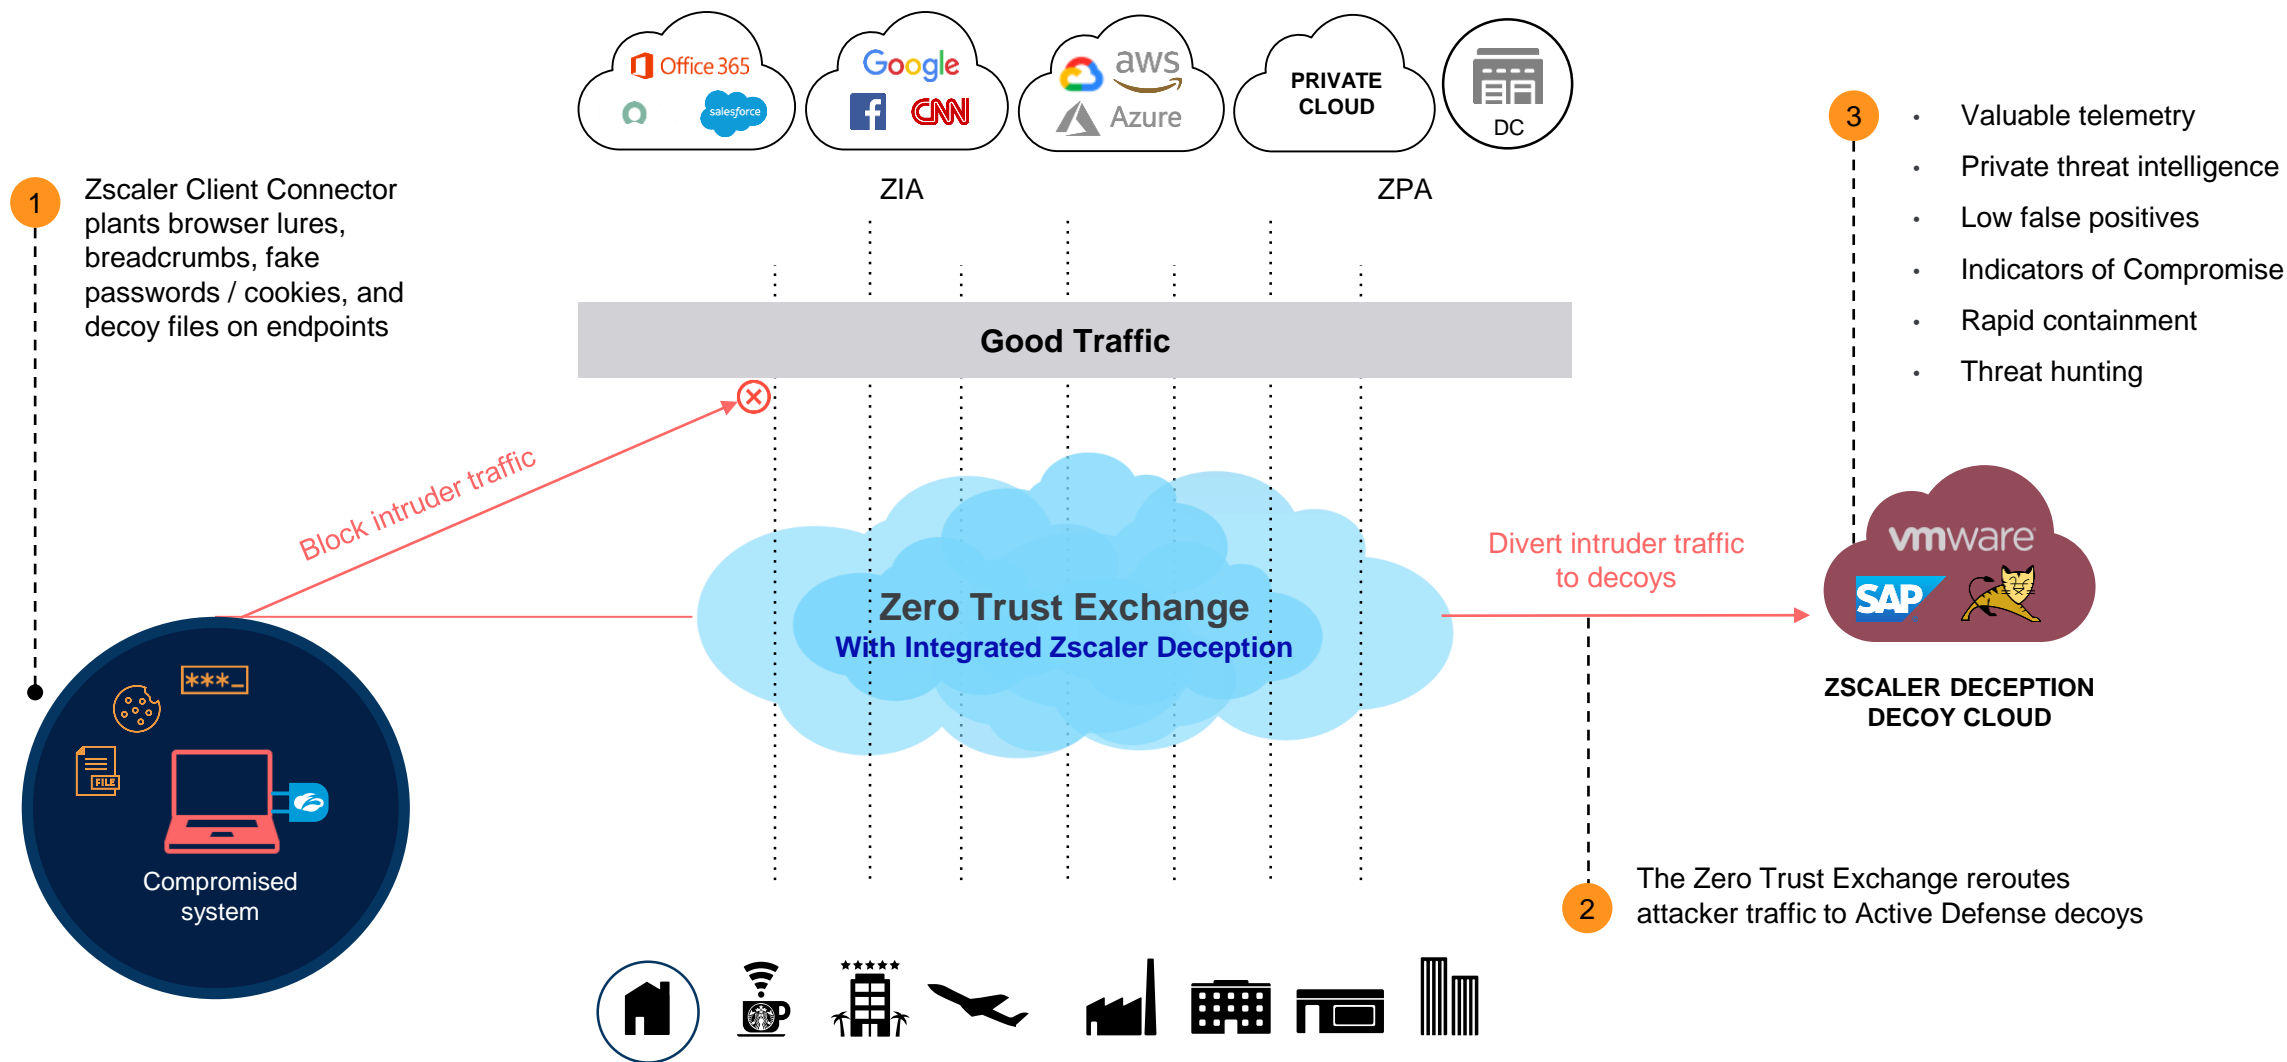 Office 365
salesforce
Google
CNN
aws
Azure
PRIVATE
CLOUD
DC
ZIA
ZPA
1
Zscaler Client Connector
plants browser lures,
breadcrumbs, fake
passwords / cookies, and
decoy files on endpoints
3
• Valuable telemetry
• Private threat intelligence
• Low false positives
• Indicators of Compromise
• Rapid containment
• Threat hunting
Good Traffic
Block intruder traffic
Zero Trust Exchange
With Integrated Zscaler Deception
Divert intruder traffic
to decoys
vmware
SAP
ZSCALER DECEPTION
DECOY CLOUD
***_
FILE
Compromised
system
2
The Zero Trust Exchange reroutes
attacker traffic to Active Defense decoys